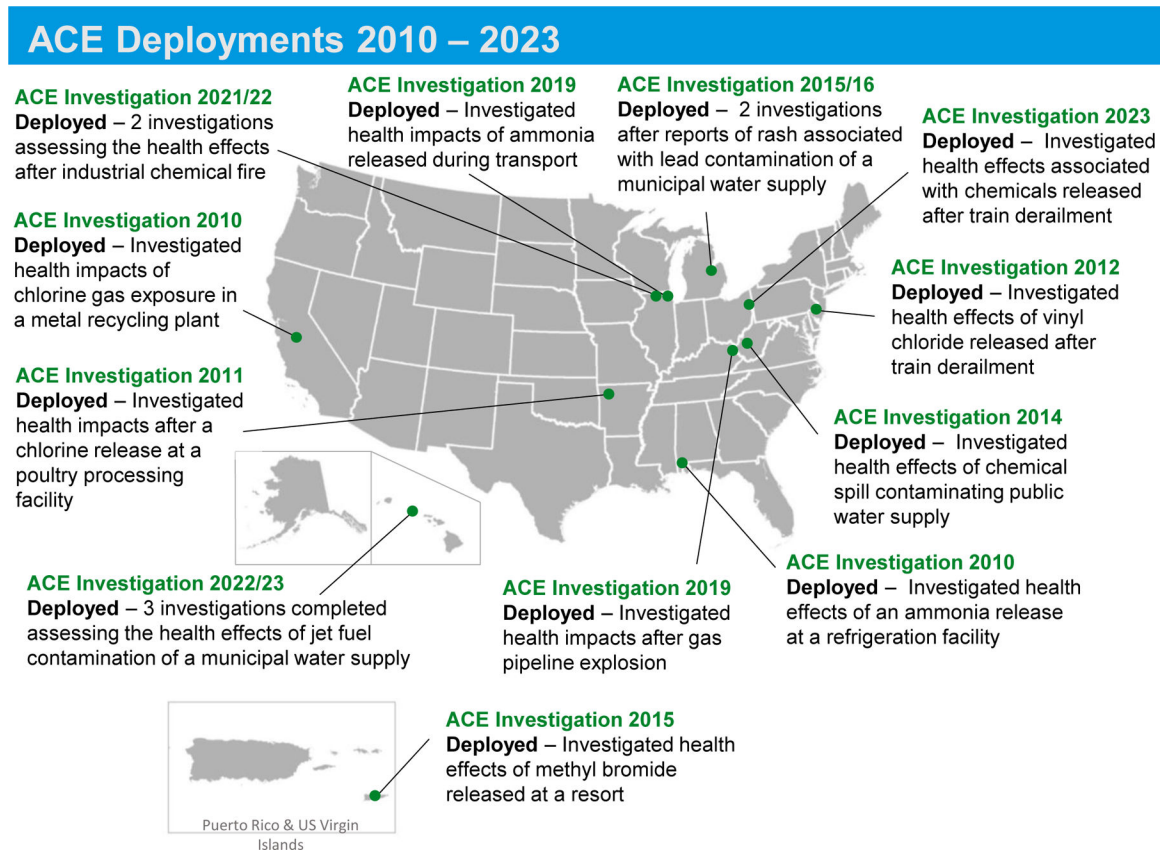 ACE Deployments 2010 – 2023
ACE Investigation 2021/22
Deployed – 2 investigations
assessing the health effects
after industrial chemical fire
ACE Investigation 2019
Deployed – Investigated
health impacts of ammonia
released during transport
ACE Investigation 2015/16
Deployed – 2 investigations
after reports of rash associated
with lead contamination of a
municipal water supply
ACE Investigation 2023
Deployed – Investigated
health effects associated
with chemicals released
after train derailment
ACE Investigation 2010
Deployed – Investigated
health impacts of
chlorine gas exposure in
a metal recycling plant
ACE Investigation 2012
Deployed – Investigated
health effects of vinyl
chloride released after
train derailment
ACE Investigation 2011
Deployed – Investigated
health impacts after a
chlorine release at a
poultry processing
facility
ACE Investigation 2014
Deployed – Investigated
health effects of chemical
spill contaminating public
water supply
ACE Investigation 2022/23
Deployed – 3 investigations completed
assessing the health effects of jet fuel
contamination of a municipal water supply
ACE Investigation 2019
Deployed – Investigated
health impacts after gas
pipeline explosion
ACE Investigation 2010
Deployed – Investigated health
effects of an ammonia release
at a refrigeration facility
ACE Investigation 2015
Deployed – Investigated health
effects of methyl bromide
released at a resort
Puerto Rico & US Virgin
Islands